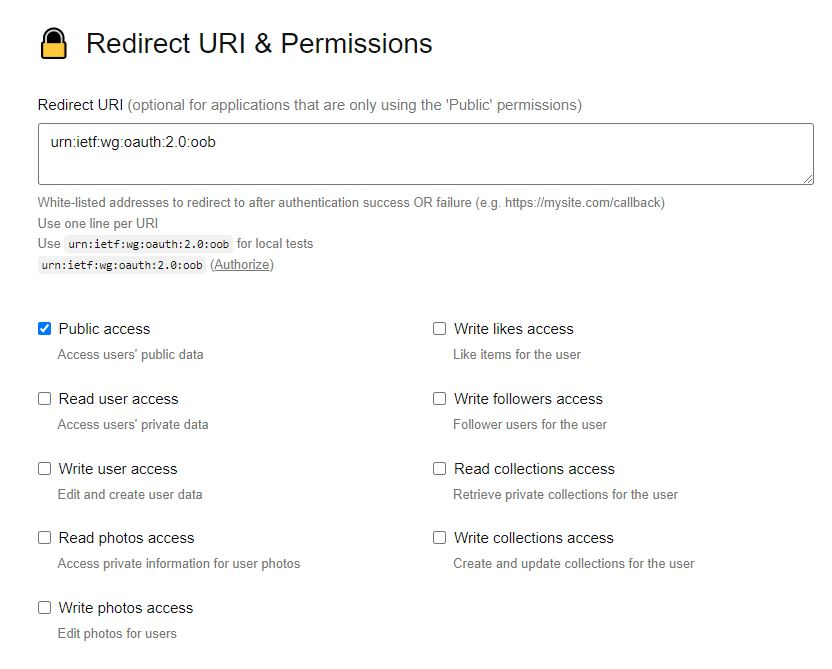 Redirect URI & Permissions
Redirect URI (optional for applications that are only using the 'Public' permissions)
urn:ietf:wg:oauth:2.0:oob
White-listed addresses to redirect to after authentication success OR failure (e.g. https://mysite.com/callback)
Use one line per URI
Use urn:ietf:wg:oauth:2.0:oob for local tests
urn:ietf:wg:oauth:2.0:oob (Authorize)
Public access
Access users' public data
Read user access
Access users' private data
Write user access
Edit and create user data
Read photos access
Access private information for user photos
Write photos access
Edit photos for users
Write likes access
Like items for the user
Write followers access
Follower users for the user
Read collections access
Retrieve private collections for the user
Write collections access
Create and update collections for the user